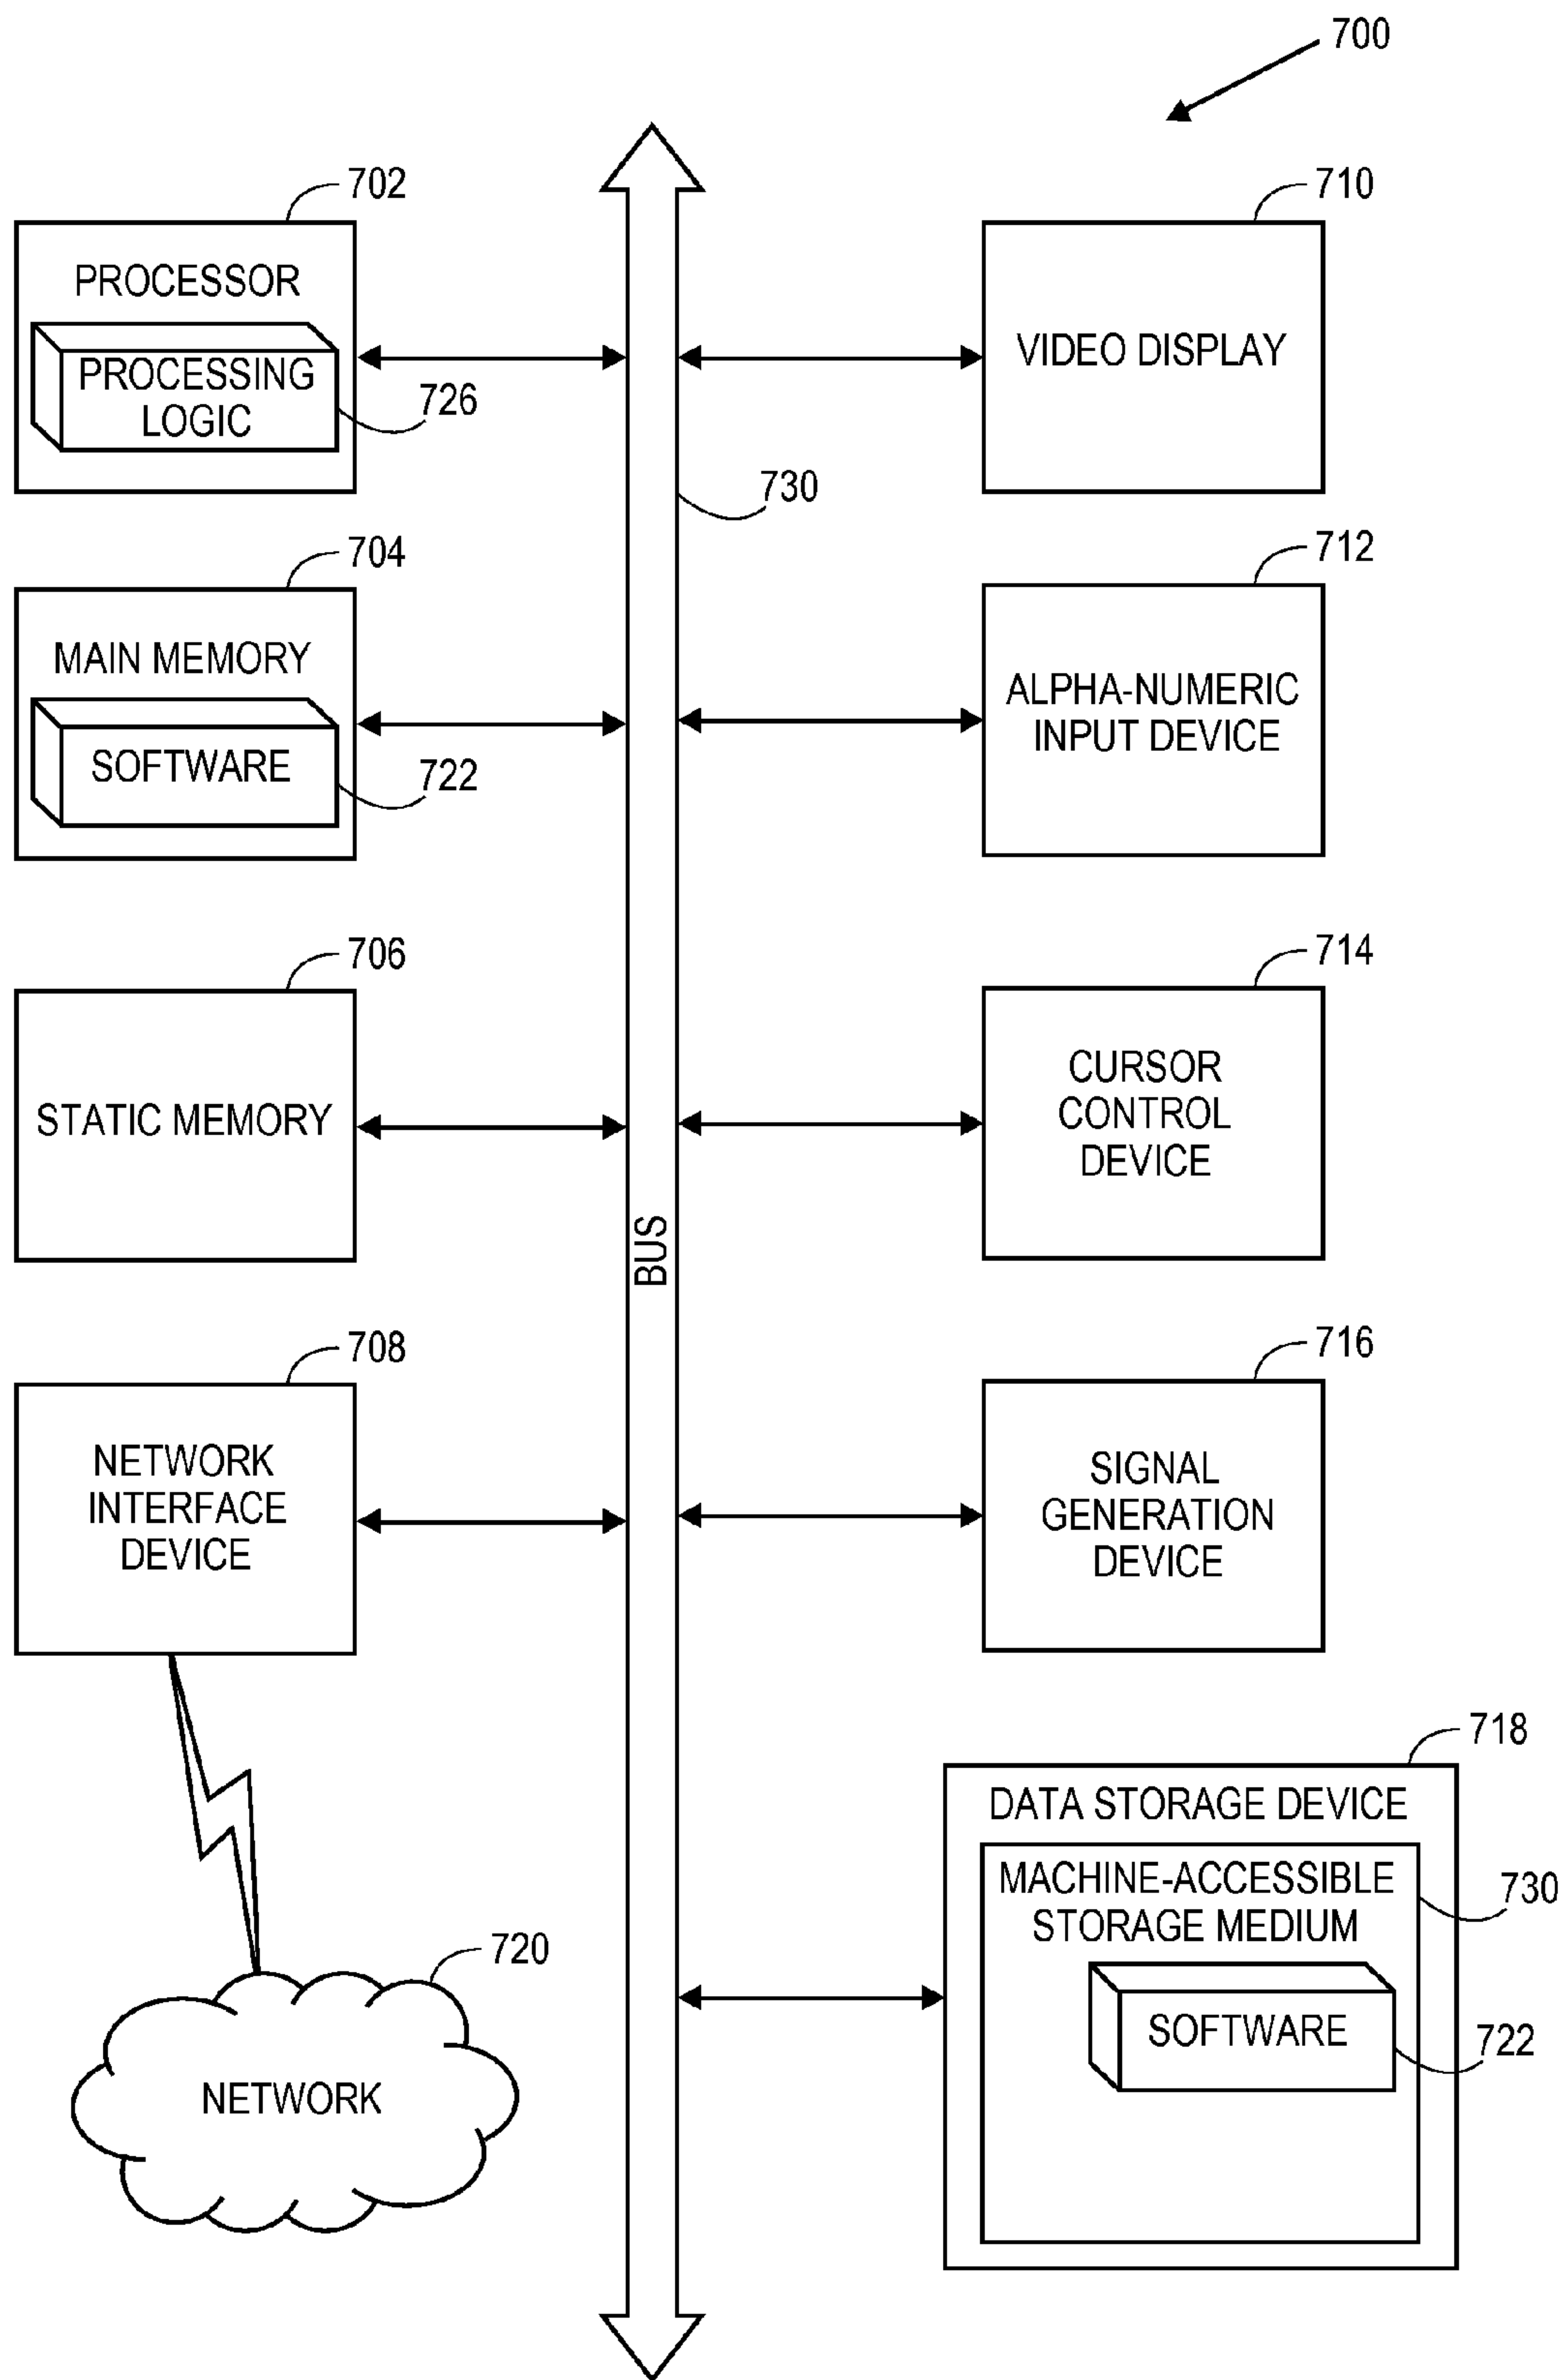 700
702
PROCESSOR
PROCESSING
LOGIC
726
704
MAIN MEMORY
SOFTWARE
722
706
STATIC MEMORY
708
NETWORK
INTERFACE
DEVICE
720
NETWORK
730
BUS
710
VIDEO DISPLAY
712
ALPHA-NUMERIC
INPUT DEVICE
714
CURSOR
CONTROL
DEVICE
716
SIGNAL
GENERATION
DEVICE
718
DATA STORAGE DEVICE
MACHINE-ACCESSIBLE
STORAGE MEDIUM
730
SOFTWARE
722